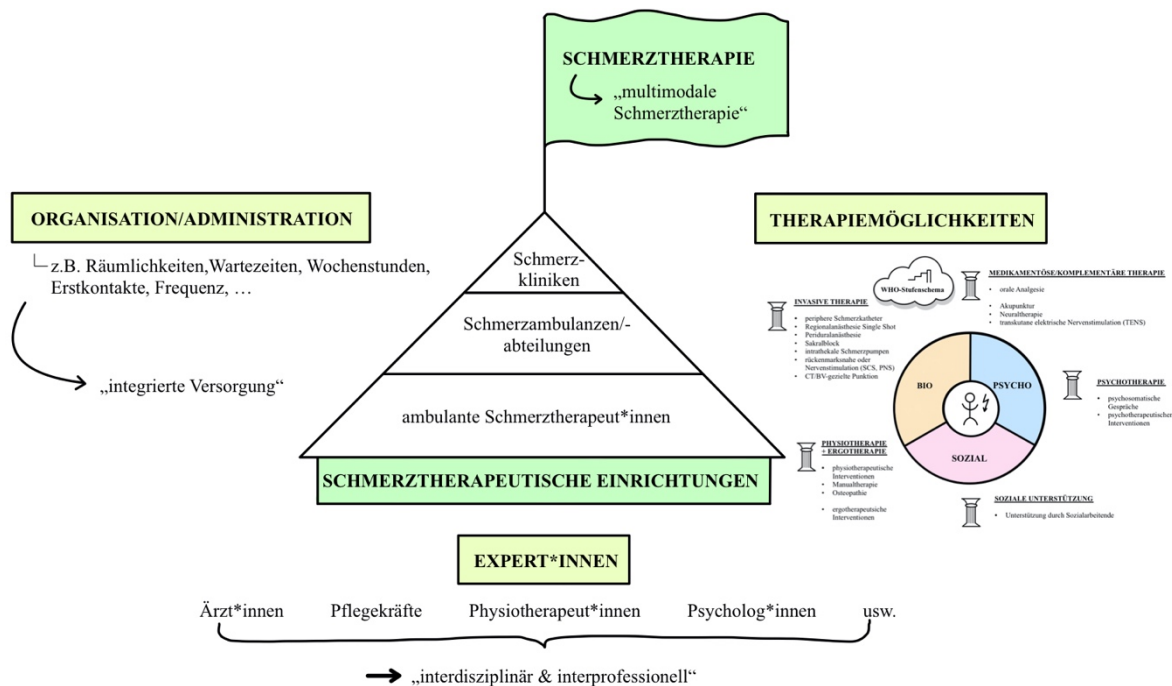 SCHMERZTHERAPIE
„multimodale
Schmerztherapie“
ORGANISATION/ADMINISTRATION
z.B. Räumlichkeiten,Wartezeiten, Wochenstunden,
Erstkontakte, Frequenz, …
„integrierte Versorgung“
Schmerz-
kliniken
Schmerzambulanzen/-
abteilungen
ambulante Schmerztherapeut*innen
SCHMERZTHERAPEUTISCHE EINRICHTUNGEN
THERAPIEMÖGLICHKEITEN
WHO-Stufenschema
MEDIKAMENTÖSE/KOMPLEMENTÄRE THERAPIE
• orale Analgesie
• Akupunktur
• Neuraltherapie
• transkutane elektrische Nervenstimulation (TENS)
INVASIVE THERAPIE
• periphere Schmerzkatheter
• Regionalanästhesie Single Shot
• Periduralanästhesie
• Sakralblock
• intrathekale Schmerzpumpen
• rückenmarksnahe oder
Nervenstimulation (SCS, PNS)
• CT/BV-gezielte Punktion
BIO
PSYCHO
SOZIAL
PSYCHOTHERAPIE
• psychosomatische
Gespräche
• psychotherapeutischer
Interventionen
PHYSIOTHERAPIE
+ ERGOTHERAPIE
• physiotherapeutische
Interventionen
• Manualtherapie
• Osteopathie
• ergotherapeutsiche
Interventionen
SOZIALE UNTERSTÜTZUNG
• Unterstützung durch Sozialarbeitende
EXPERT*INNEN
Ärzt*innen Pflegekräfte Physiotherapeut*innen Psycholog*innen usw.
„interdisziplinär & interprofessionell“